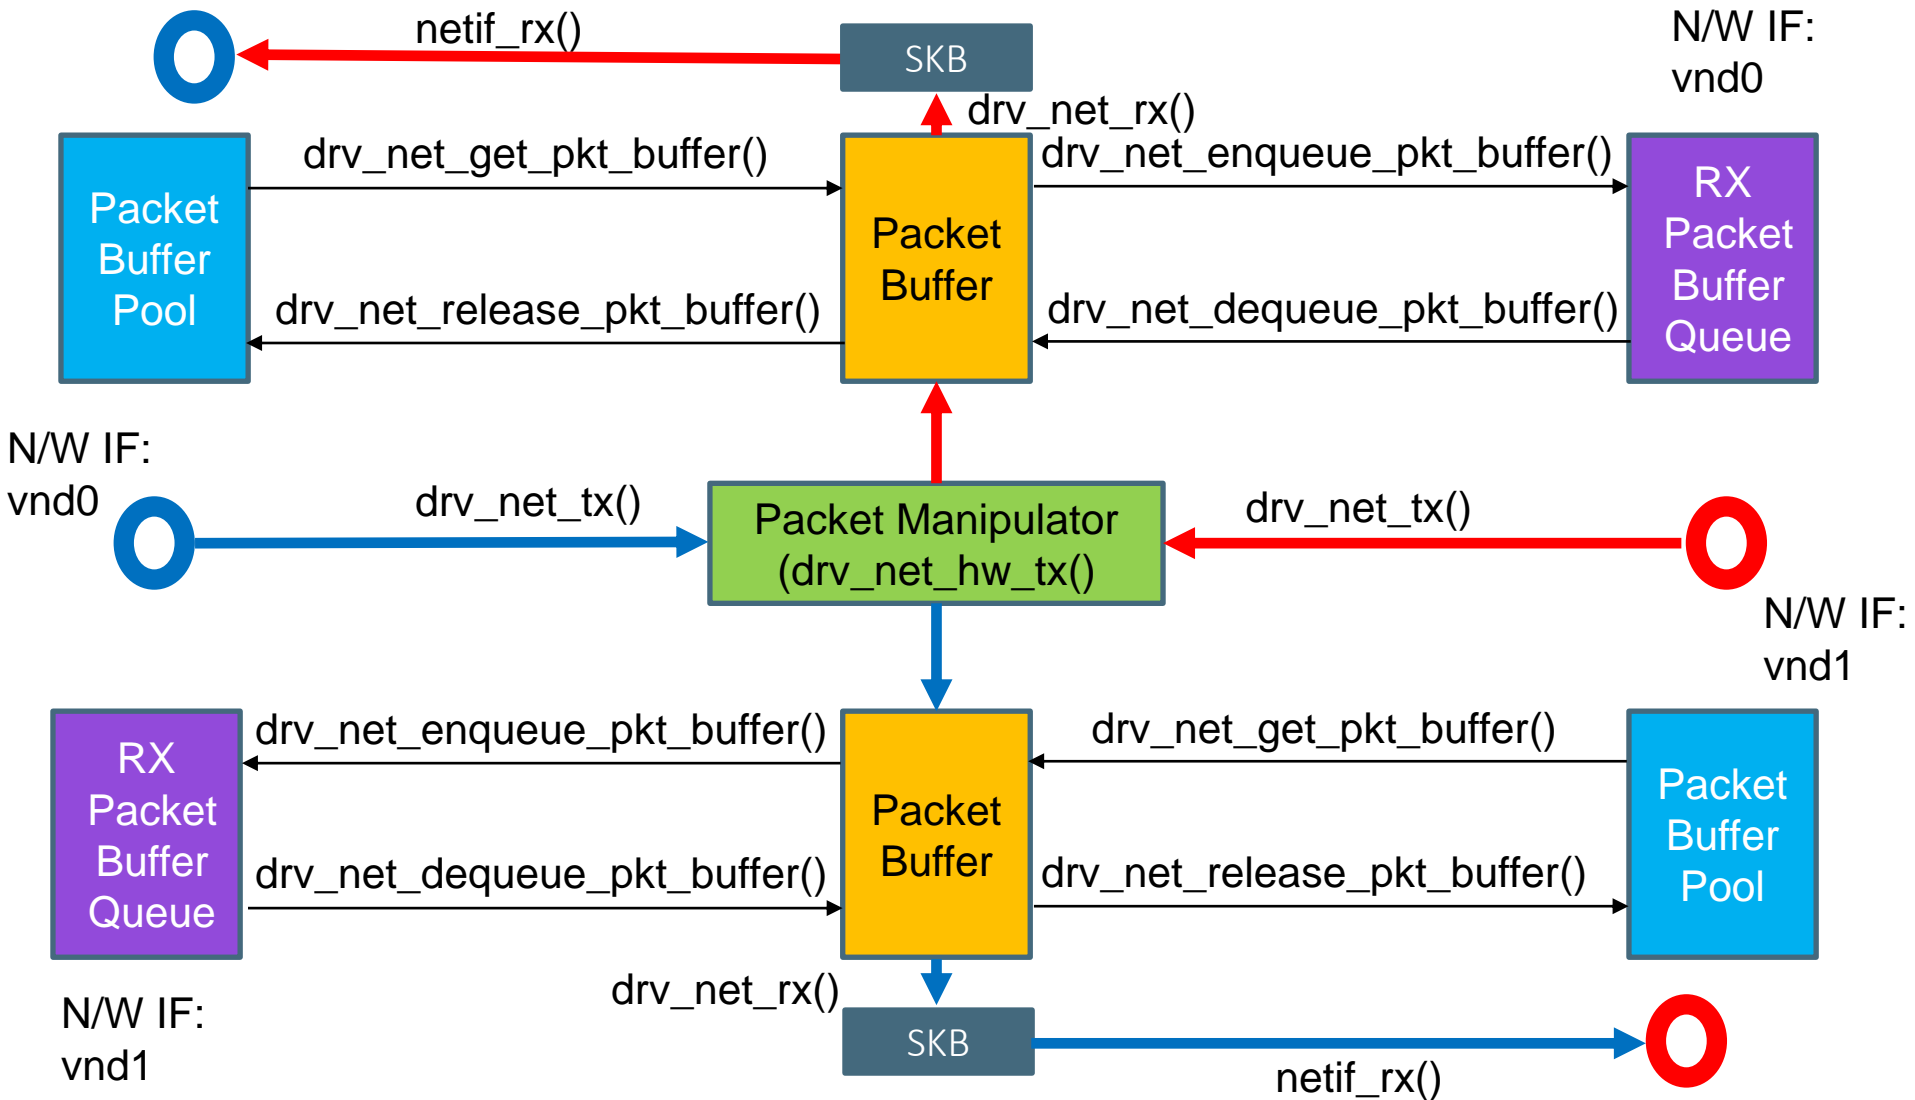 netif_rx()
SKB
N/W IF:
vnd0
drv_net_rx()
drv_net_get_pkt_buffer()
drv_net_enqueue_pkt_buffer()
Packet
Buffer
Pool
Packet
Buffer
RX
Packet
Buffer
Queue
drv_net_release_pkt_buffer()
drv_net_dequeue_pkt_buffer()
N/W IF:
vnd0
drv_net_tx()
Packet Manipulator
(drv_net_hw_tx()
drv_net_tx()
N/W IF:
vnd1
drv_net_enqueue_pkt_buffer()
drv_net_get_pkt_buffer()
RX
Packet
Buffer
Queue
Packet
Buffer
Packet
Buffer
Pool
drv_net_dequeue_pkt_buffer()
drv_net_release_pkt_buffer()
drv_net_rx()
N/W IF:
vnd1
SKB
netif_rx()